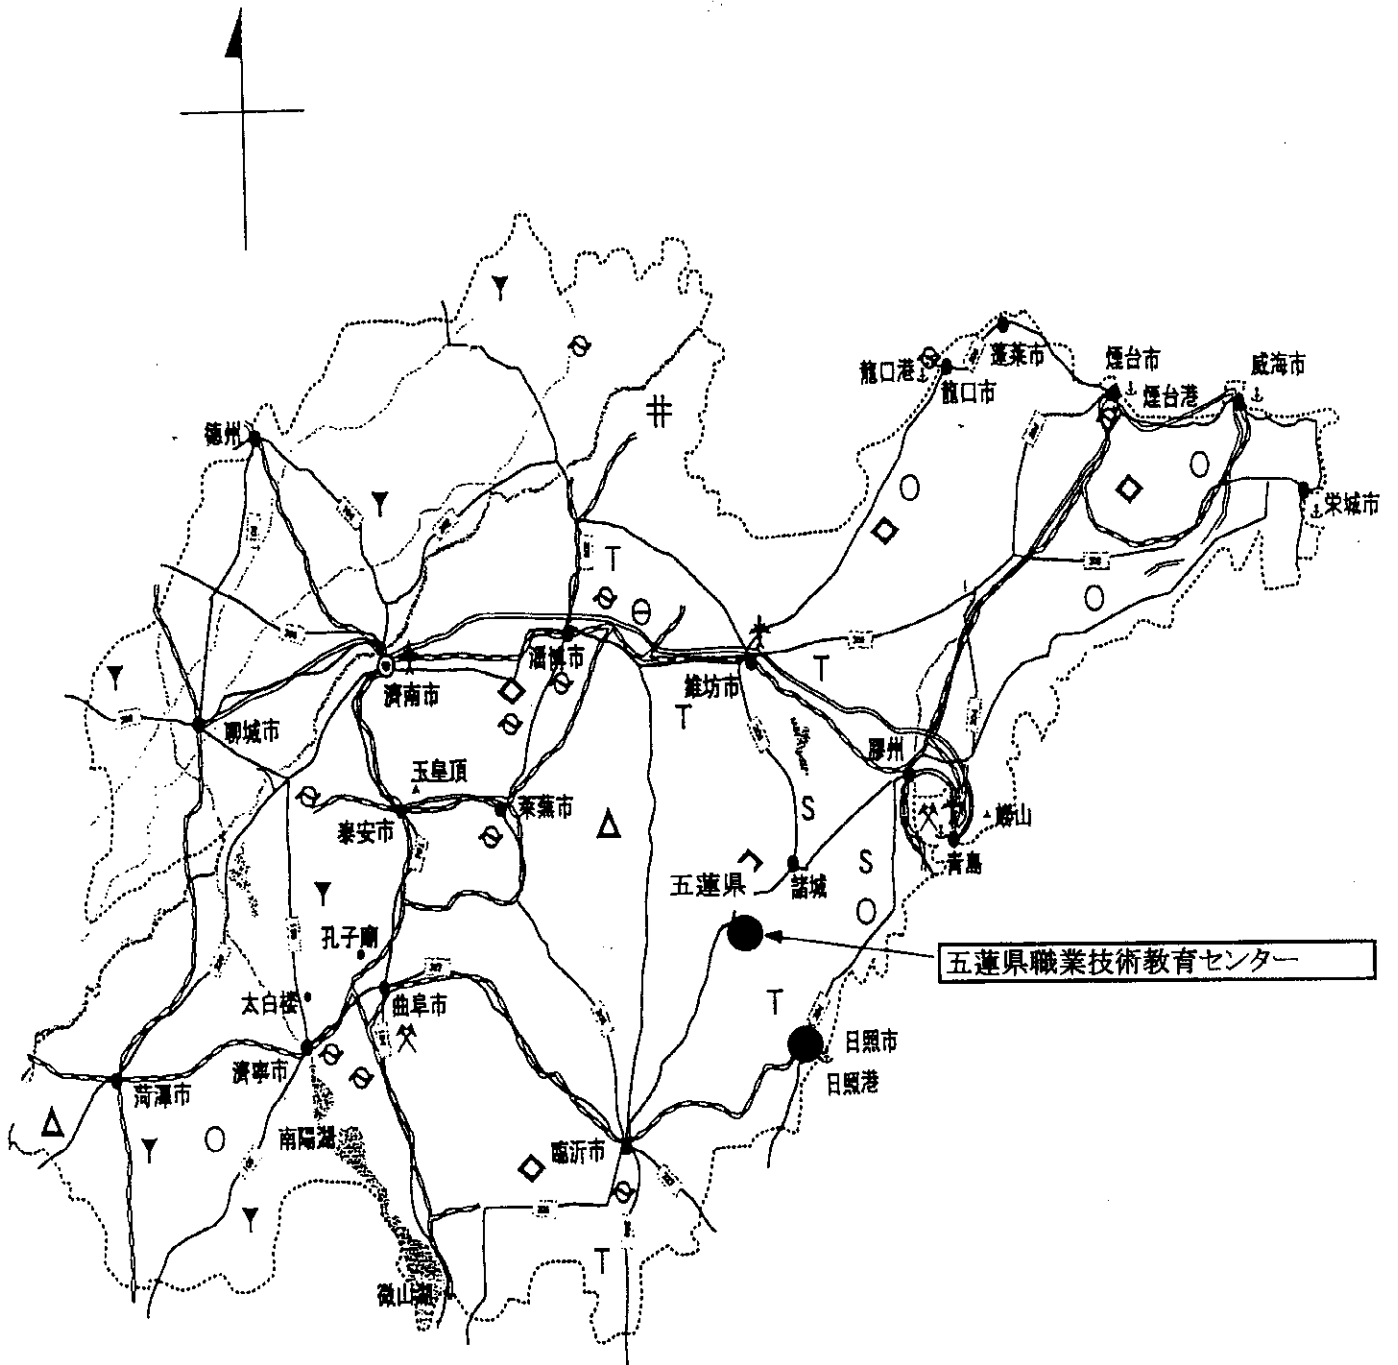 蓬莱市
煙台市
龍口港
龍口市
煙台港
威海市
徳州
栄城市
淄博市
濰坊市
濟南市
聊城市
膠州
玉皇頂
莱蕪市
泰安市
嶗山
青島
五蓮県
諸城
孔子廟
五蓮県職業技術教育センター
太白楼
曲阜市
日照市
濟寧市
日照港
菏澤市
南陽湖
臨沂市
微山湖
T
T
T
S
S
T
T